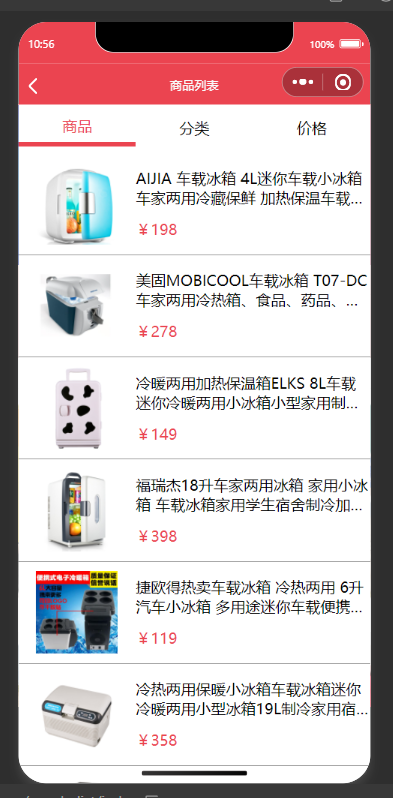 10:56
100%
商品列表
商品
分类
价格
AIJIA 车载冰箱 4L迷你车载小冰箱
车家两用冷藏保鲜 加热保温车载...
￥198
美固MOBICOOL车载冰箱 T07-DC
车家两用冷热箱、食品、药品、...
￥278
冷暖两用加热保温箱ELKS 8L车载
迷你冷暖两用小冰箱小型家用制...
￥149
福瑞杰18升车家两用冰箱 家用小冰
箱 车载冰箱家用学生宿舍制冷加...
￥398
便携式电子冷暖箱
质量保证
信誉诚铺
捷欧得热卖车载冰箱 冷热两用 6升
汽车小冰箱 多用途迷你车载便携...
￥119
冷热两用保暖小冰箱车载冰箱迷你
冷暖两用小型冰箱19L制冷家用宿...
￥358